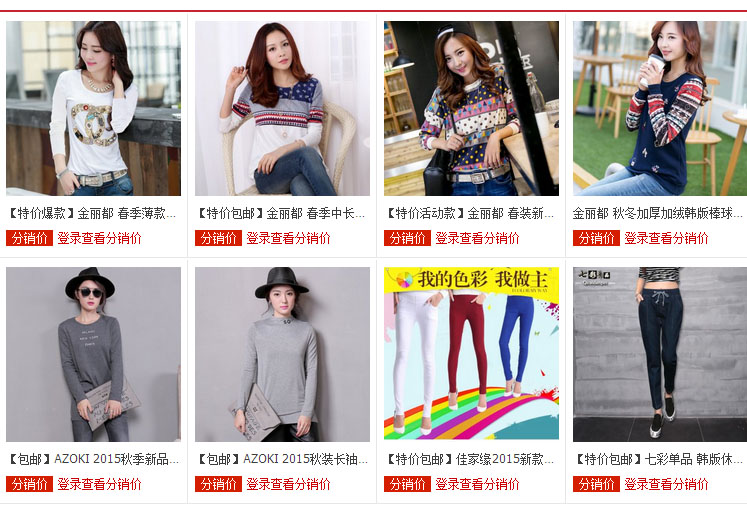 【特价爆款】金丽都 春季薄款...
【特价包邮】金丽都 春季中长...
【特价活动款】金丽都 春装新...
金丽都 秋冬加厚加绒韩版棒球...
分销价 登录查看分销价
分销价 登录查看分销价
分销价 登录查看分销价
分销价 登录查看分销价
我的色彩 我做主
【包邮】AZOKI 2015秋季新品...
【包邮】AZOKI 2015秋装长袖...
【特价包邮】佳家缘2015新款...
【特价包邮】七彩单品 韩版休...
分销价 登录查看分销价
分销价 登录查看分销价
分销价 登录查看分销价
分销价 登录查看分销价